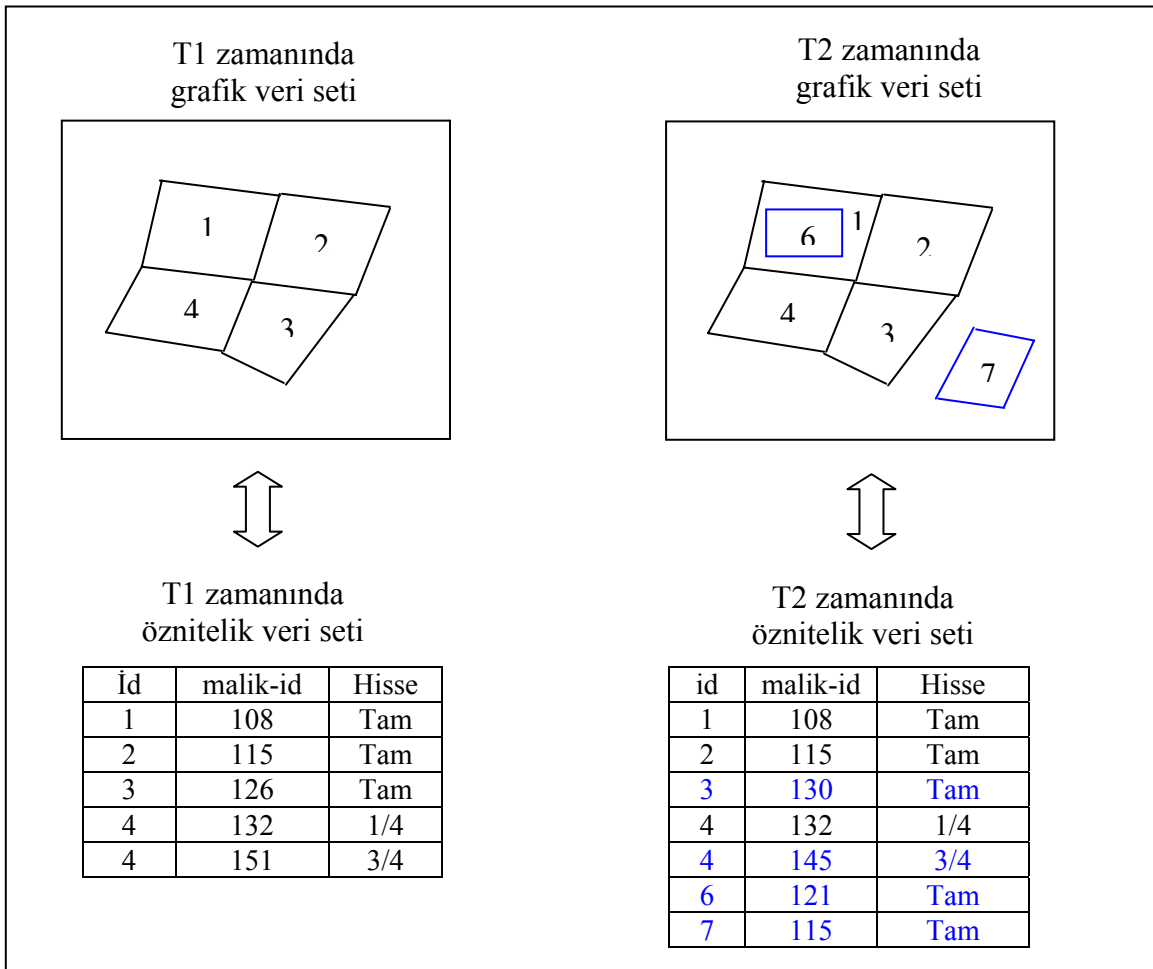 T1 zamanında
grafik veri seti
1
2
4
3
T1 zamanında
öznitelik veri seti
İd malik-id Hisse
1 108 Tam
2 115 Tam
3 126 Tam
4 132 1/4
4 151 3/4
T2 zamanında
grafik veri seti
6
1
2
4
3
7
T2 zamanında
öznitelik veri seti
id malik-id Hisse
1 108 Tam
2 115 Tam
3 130 Tam
4 132 1/4
4 145 3/4
6 121 Tam
7 115 Tam